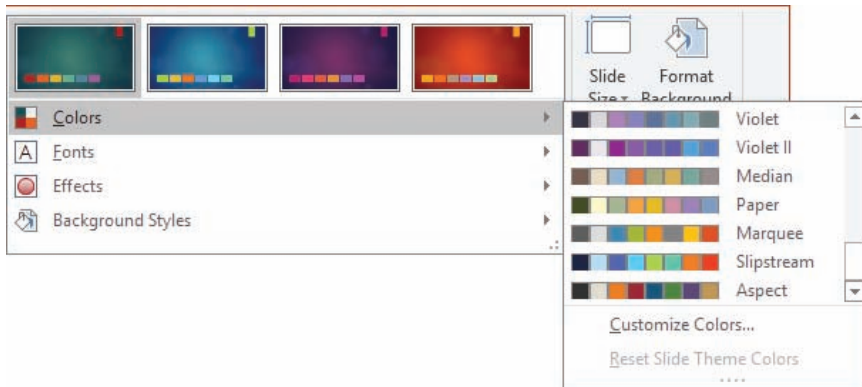 Slide
Size
Format
Background
Colors
Fonts
Effects
Background Styles
A
Violet
Violet II
Median
Paper
Marquee
Slipstream
Aspect
Customize Colors...
Reset Slide Theme Colors